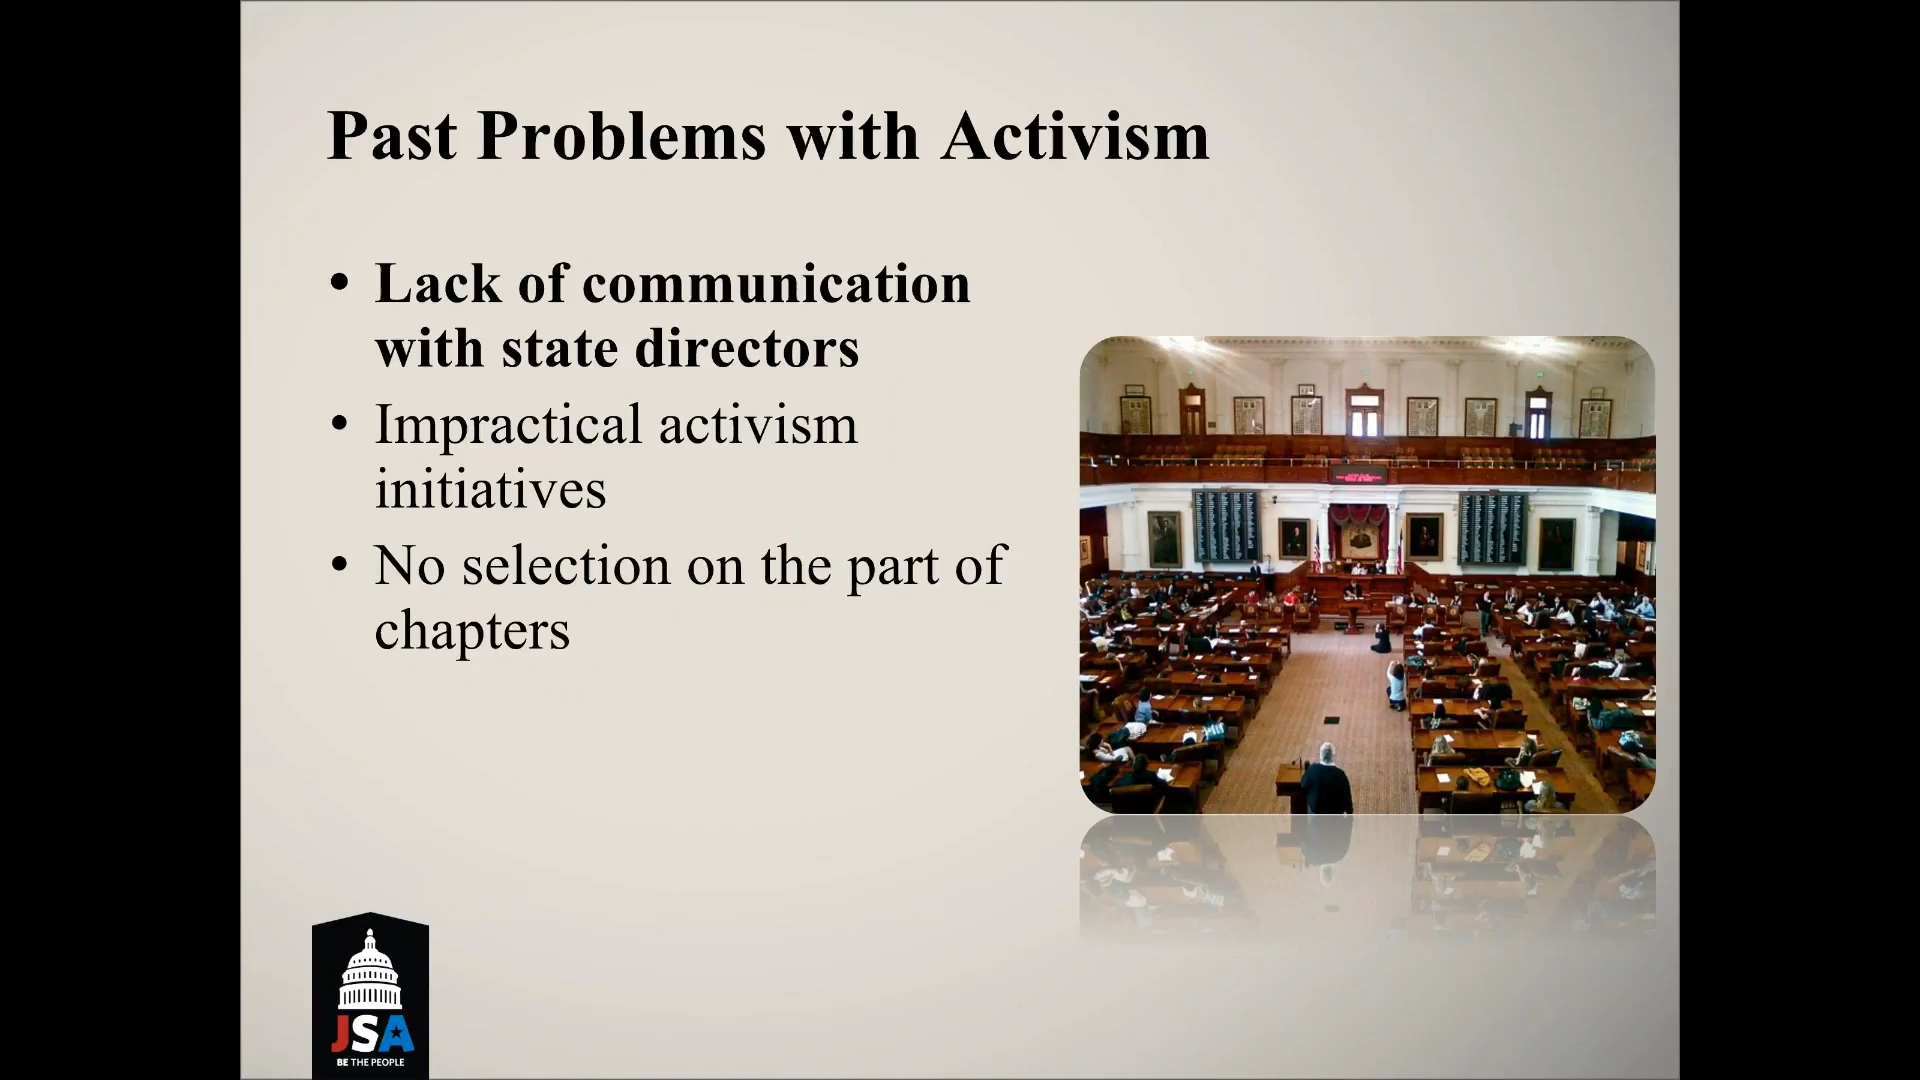 Past Problems with Activism
• Lack of communication
with state directors
• Impractical activism
initiatives
• No selection on the part of
chapters
JSA
BE THE PEOPLE